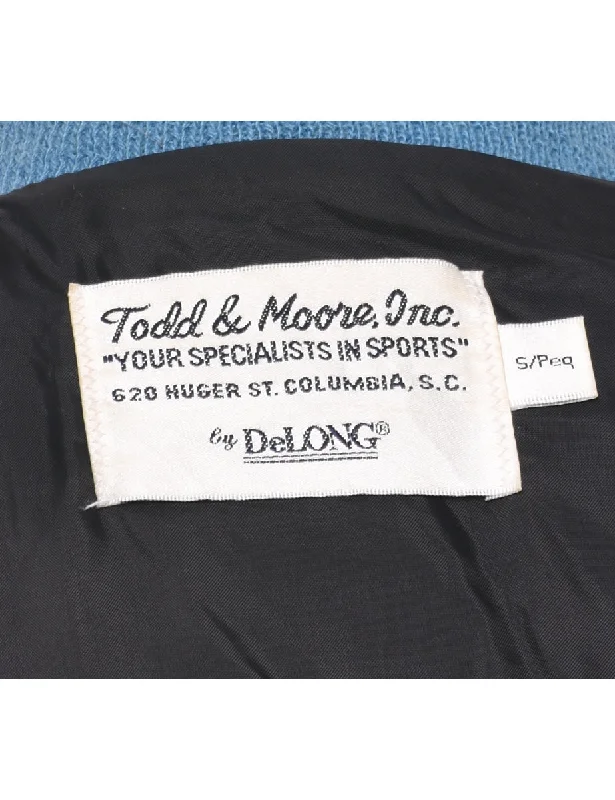 Todd & Moore, Inc.
"YOUR SPECIALISTS IN SPORTS"
620 HUGER ST. COLUMBIA, S.C.
by DeLONG®
S/Peq